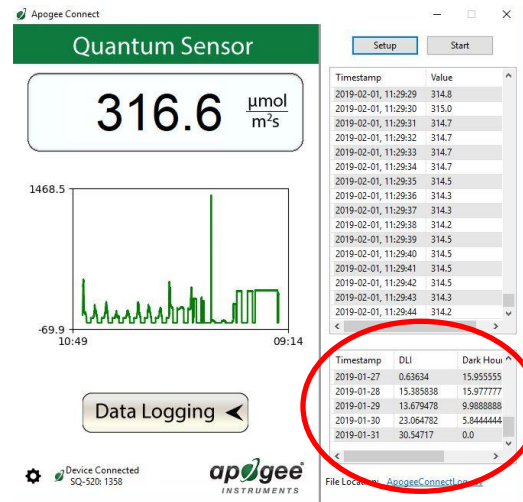 Apogee Connect
Quantum Sensor
316.6 µmol
m²s
1468.5
-69.9
10:49 09:14
Data Logging
Device Connected
SQ-520: 1358
apogee
INSTRUMENTS
Setup Start
Timestamp Value
2019-02-01, 11:29:29 314.8
2019-02-01, 11:29:30 315.0
2019-02-01, 11:29:31 314.7
2019-02-01, 11:29:32 314.7
2019-02-01, 11:29:33 314.7
2019-02-01, 11:29:34 314.7
2019-02-01, 11:29:35 314.5
2019-02-01, 11:29:36 314.3
2019-02-01, 11:29:37 314.3
2019-02-01, 11:29:38 314.2
2019-02-01, 11:29:39 314.5
2019-02-01, 11:29:40 314.5
2019-02-01, 11:29:41 314.5
2019-02-01, 11:29:42 314.5
2019-02-01, 11:29:43 314.3
2019-02-01, 11:29:44 314.2
Timestamp DLI Dark Hour
2019-01-27 0.63634 15.955555
2019-01-28 15.385838 15.977777
2019-01-29 13.679478 9.9888888
2019-01-30 23.064782 5.8444444
2019-01-31 30.54717 0.0
File Location: